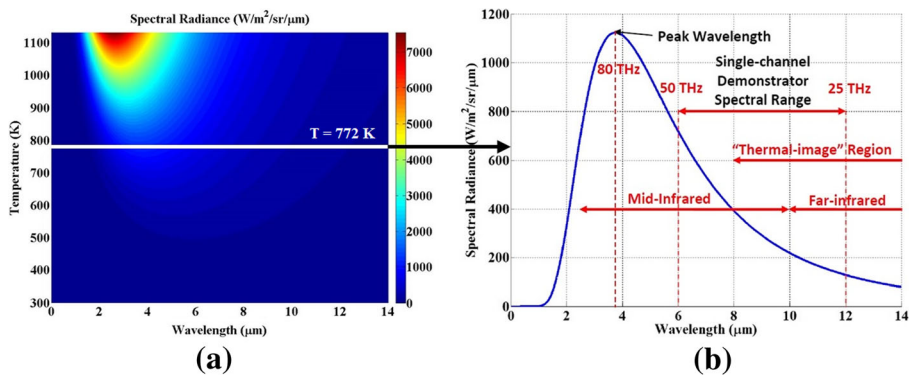 (a)
Spectral Radiance (W/m²/sr/μm)
Temperature (K)
1100
1000
900
800
700
600
500
400
300
T = 772 K
0 2 4 6 8 10 12 14
Wavelength (μm)
7000
6000
5000
4000
3000
2000
1000
0
(b)
Spectral Radiance (W/m²/sr/μm)
1200
1000
800
600
400
200
0
Peak Wavelength
80 THz
Single-channel
Demonstrator
Spectral Range
50 THz
25 THz
"Thermal-image" Region
Mid-Infrared
Far-infrared
0 2 4 6 8 10 12 14
Wavelength (μm)